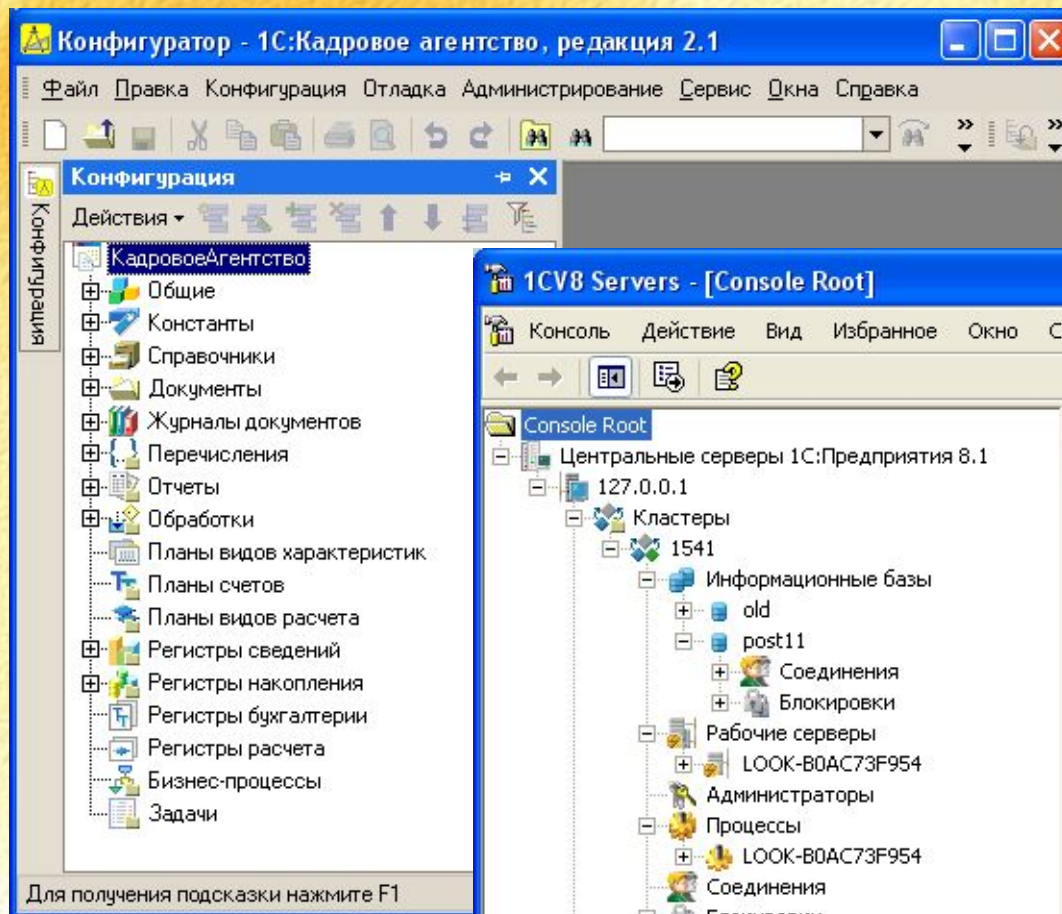 Конфигуратор - 1С:Кадровое агентство, редакция 2.1
Файл Правка Конфигурация Отладка Администрирование Сервис Окна Справка
Конфигурация
Конфигурация
Действия
КадровоеАгентство
Общие
Константы
Справочники
Документы
Журналы документов
Перечисления
Отчеты
Обработки
Планы видов характеристик
Планы счетов
Планы видов расчета
Регистры сведений
Регистры накопления
Регистры бухгалтерии
Регистры расчета
Бизнес-процессы
Задачи
Для получения подсказки нажмите F1
1CV8 Servers - [Console Root]
Консоль Действие Вид Избранное Окно С
Console Root
Центральные серверы 1С:Предприятия 8.1
127.0.0.1
Кластеры
1541
Информационные базы
old
post11
Соединения
Блокировки
Рабочие серверы
LOOK-B0AC73F954
Администраторы
Процессы
LOOK-B0AC73F954
Соединения